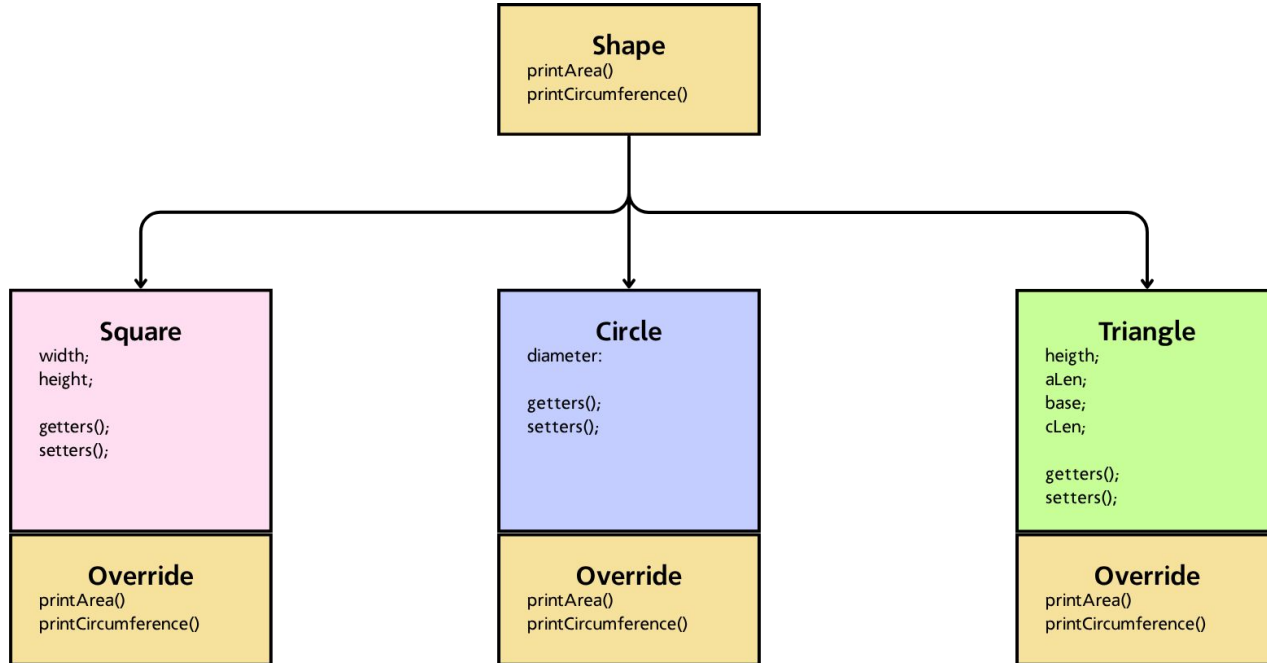 Shape
printArea()
printCircumference()
Square
width;
height;
getters();
setters();
Override
printArea()
printCircumference()
Circle
diameter:
getters();
setters();
Override
printArea()
printCircumference()
Triangle
heigth;
aLen;
base;
cLen;
getters();
setters();
Override
printArea()
printCircumference()